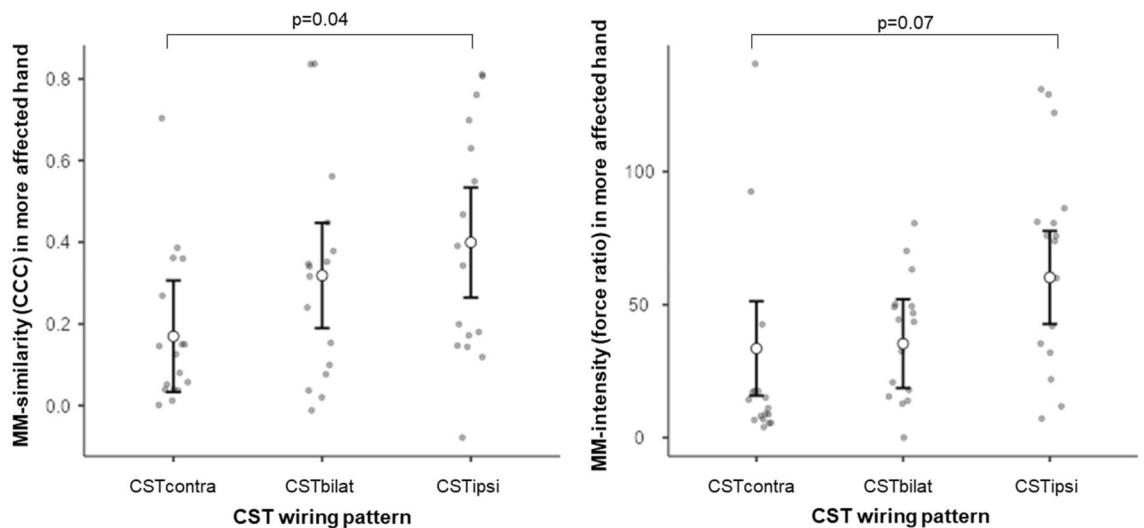 p=0.04
MM-similarity (CCC) in more affected hand
0.8
0.6
0.4
0.2
0.0
CSTcontra CSTbilat CSTipsi
CST wiring pattern
p=0.07
MM-intensity (force ratio) in more affected hand
100
50
0
CSTcontra CSTbilat CSTipsi
CST wiring pattern